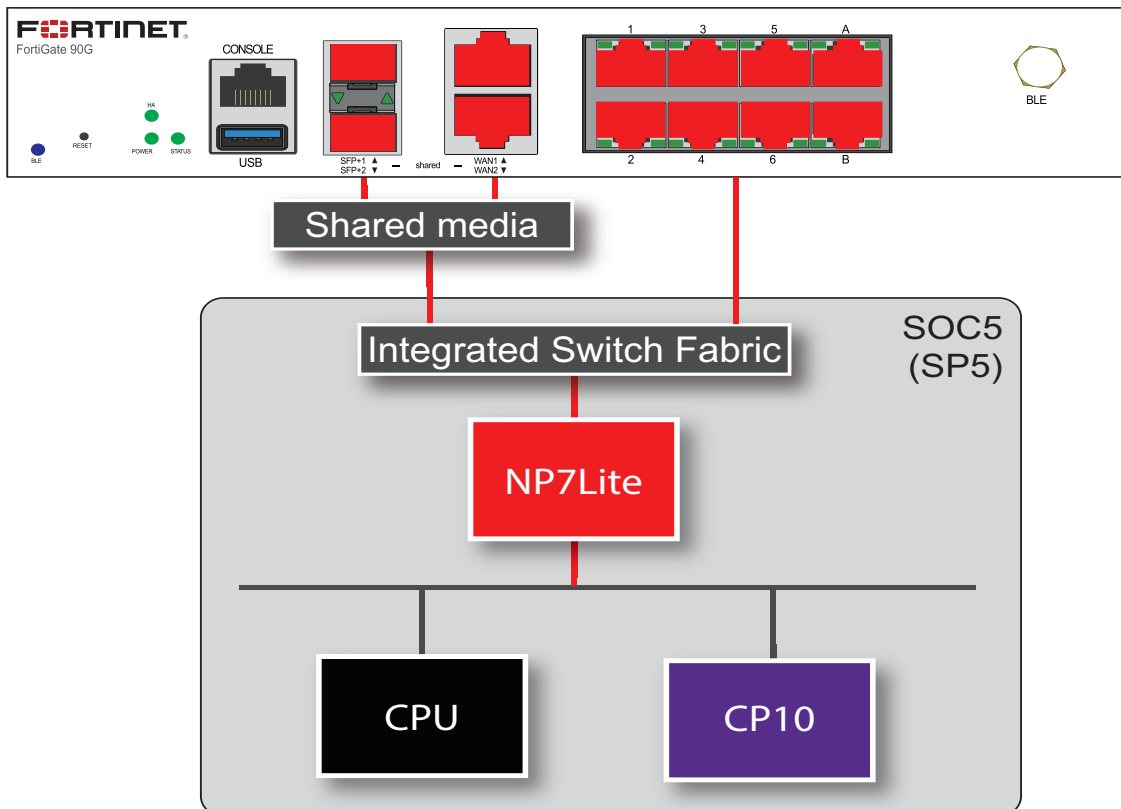 FORTINET
FortiGate 90G
HA
BLE
RESET
POWER
STATUS
CONSOLE
USB
SFP+1 ▲
SFP+2 ▼
shared
WAN1 ▲
WAN2 ▼
1 3 5 A
2 4 6 B
BLE
Shared media
Integrated Switch Fabric
SOC5
(SP5)
NP7Lite
CPU
CP10